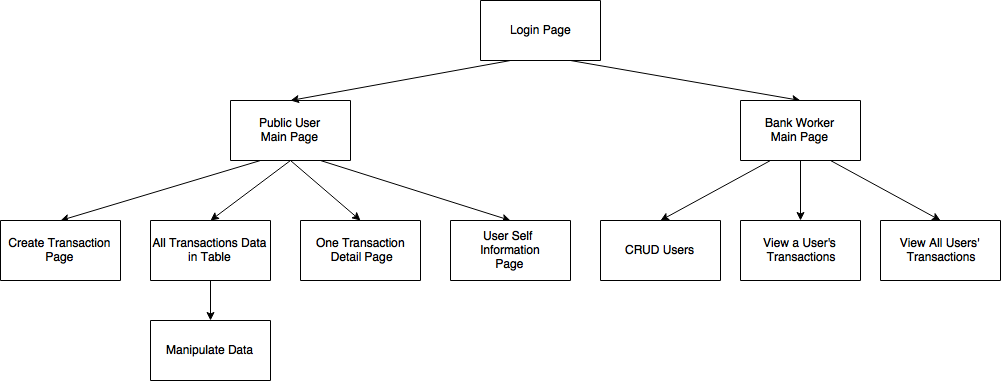 Login Page
Public User
Main Page
Bank Worker
Main Page
Create Transaction
Page
All Transactions Data
in Table
One Transaction
Detail Page
User Self
Information
Page
CRUD Users
View a User's
Transactions
View All Users'
Transactions
Manipulate Data